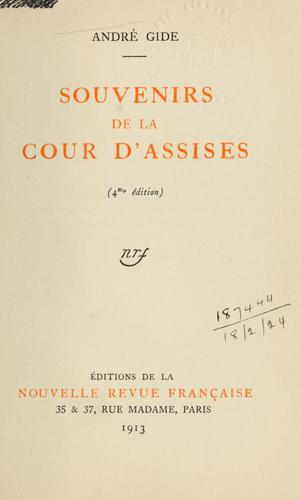 ANDRÉ GIDE
SOUVENIRS
DE LA
COUR D'ASSISES
(4me édition)
nrf
187444
18/2/24
ÉDITIONS DE LA
NOUVELLE REVUE FRANÇAISE
35 & 37, RUE MADAME, PARIS
1913